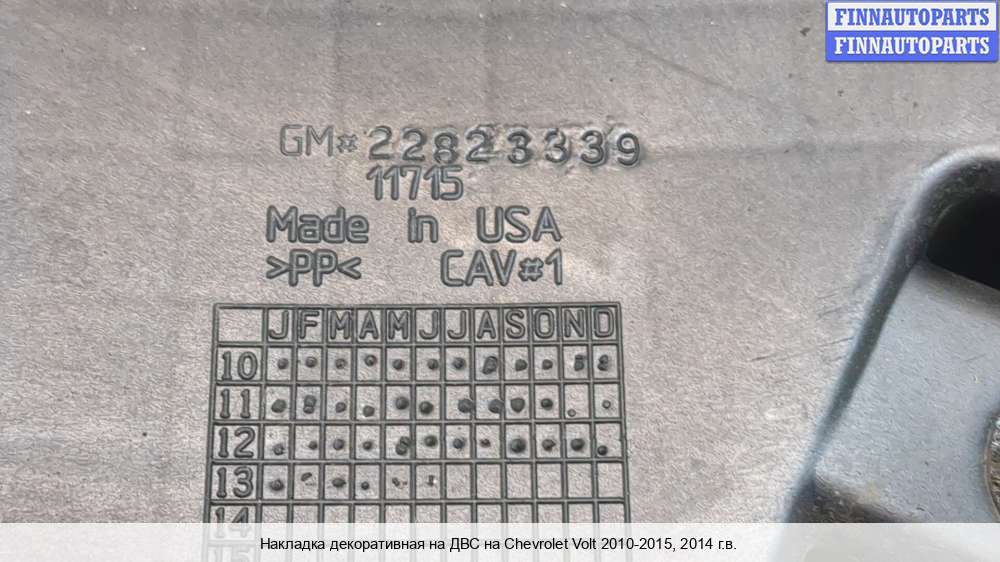 FINNAUTOPARTS
FINNAUTOPARTS
GM# 22823339
11715
Made in USA
>PP< CAV#1
J F M A M J J A S O N D
10
11
12
13
14
15
Накладка декоративная на ДВС на Chevrolet Volt 2010-2015, 2014 г.в.